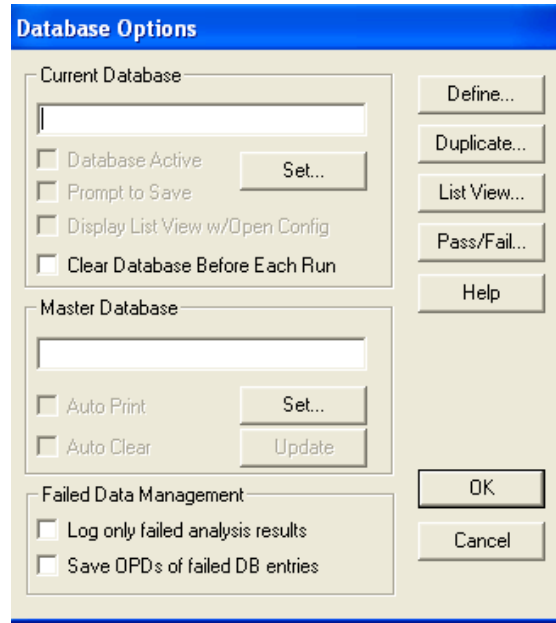 Database Options
Current Database
Database Active
Prompt to Save
Set...
Display List View w/Open Config
Clear Database Before Each Run
Master Database
Auto Print
Set...
Auto Clear
Update
Failed Data Management
Log only failed analysis results
Save OPDs of failed DB entries
Define...
Duplicate...
List View...
Pass/Fail...
Help
OK
Cancel